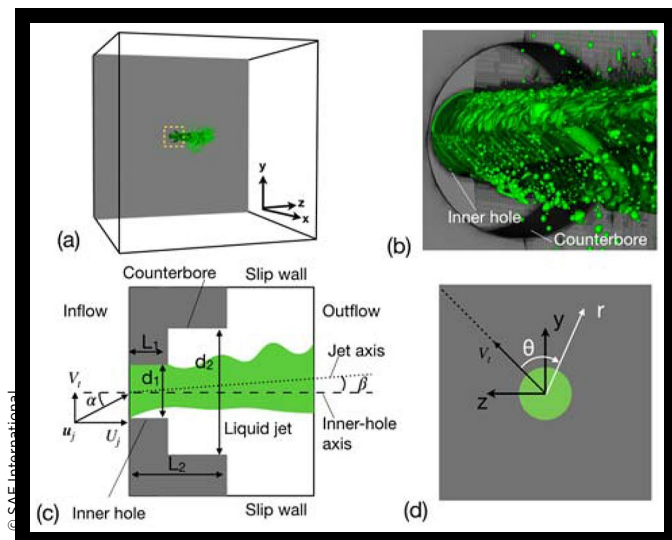 y
z
x
(a)
Inner hole
Counterbore
(b)
Counterbore
Slip wall
Inflow
Outflow
L₁
d₁
d₂
Jet axis
Vₜ
α
β
uⱼ
Uⱼ
Liquid jet
Inner-hole
axis
L₂
Inner hole
Slip wall
(c)
y
r
Vₜ
θ
z
(d)
© SAE International